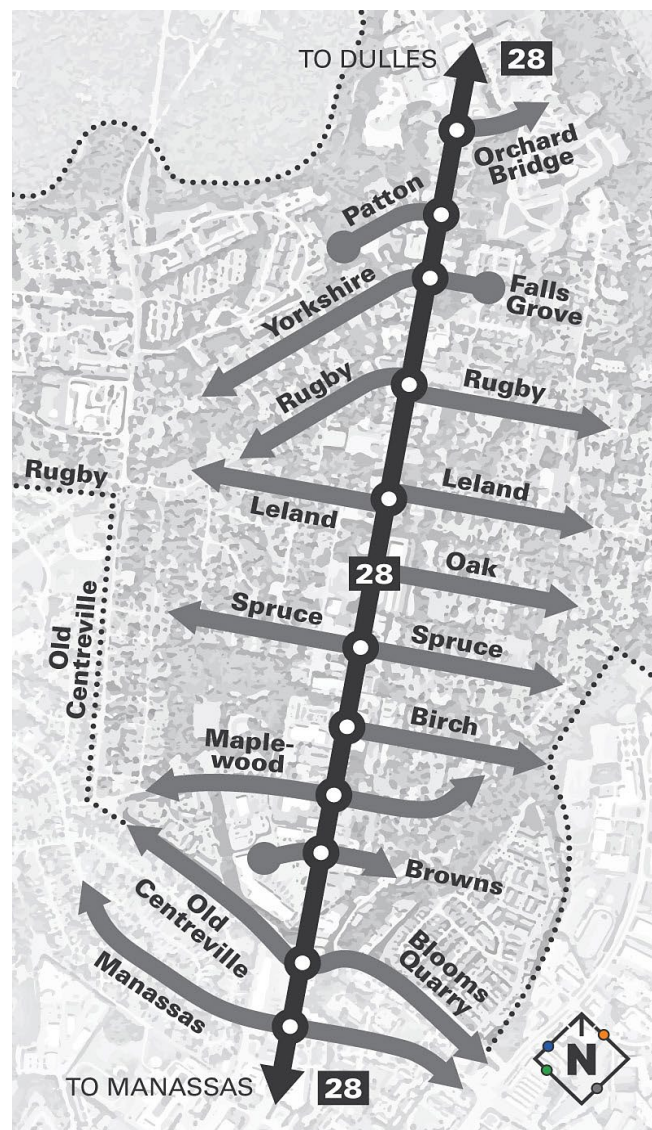 TO DULLES 28
Orchard
Bridge
Patton
Falls
Grove
Yorkshire
Rugby
Rugby
Rugby
Leland
Leland
Oak
28
Old
Centreville
Spruce
Spruce
Birch
Maple-
wood
Browns
Old
Centreville
Blooms
Quarry
Manassas
N
TO MANASSAS 28